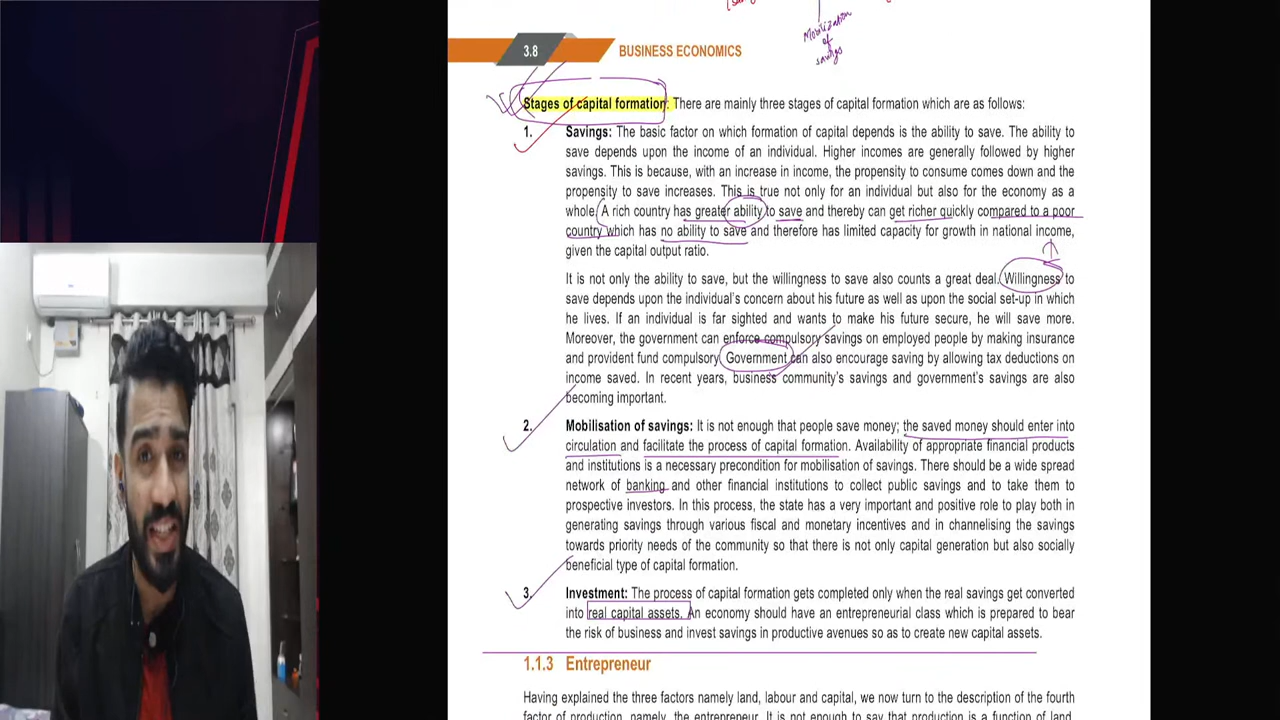 Mobilization
of
savings
3.8 BUSINESS ECONOMICS
Stages of capital formation: There are mainly three stages of capital formation which are as follows:
1. Savings: The basic factor on which formation of capital depends is the ability to save. The ability to
save depends upon the income of an individual. Higher incomes are generally followed by higher
savings. This is because, with an increase in income, the propensity to consume comes down and the
propensity to save increases. This is true not only for an individual but also for the economy as a
whole. A rich country has greater ability to save and thereby can get richer quickly compared to a poor
country which has no ability to save and therefore has limited capacity for growth in national income,
given the capital output ratio.
It is not only the ability to save, but the willingness to save also counts a great deal. Willingness to
save depends upon the individual's concern about his future as well as upon the social set-up in which
he lives. If an individual is far sighted and wants to make his future secure, he will save more.
Moreover, the government can enforce compulsory savings on employed people by making insurance
and provident fund compulsory. Government can also encourage saving by allowing tax deductions on
income saved. In recent years, business community's savings and government's savings are also
becoming important.
2. Mobilisation of savings: It is not enough that people save money; the saved money should enter into
circulation and facilitate the process of capital formation. Availability of appropriate financial products
and institutions is a necessary precondition for mobilisation of savings. There should be a wide spread
network of banking and other financial institutions to collect public savings and to take them to
prospective investors. In this process, the state has a very important and positive role to play both in
generating savings through various fiscal and monetary incentives and in channelising the savings
towards priority needs of the community so that there is not only capital generation but also socially
beneficial type of capital formation.
3. Investment: The process of capital formation gets completed only when the real savings get converted
into real capital assets. An economy should have an entrepreneurial class which is prepared to bear
the risk of business and invest savings in productive avenues so as to create new capital assets.
1.1.3 Entrepreneur
Having explained the three factors namely land, labour and capital, we now turn to the description of the fourth
factor of production, namely, the entrepreneur. It is not enough to say that production is a function of land,